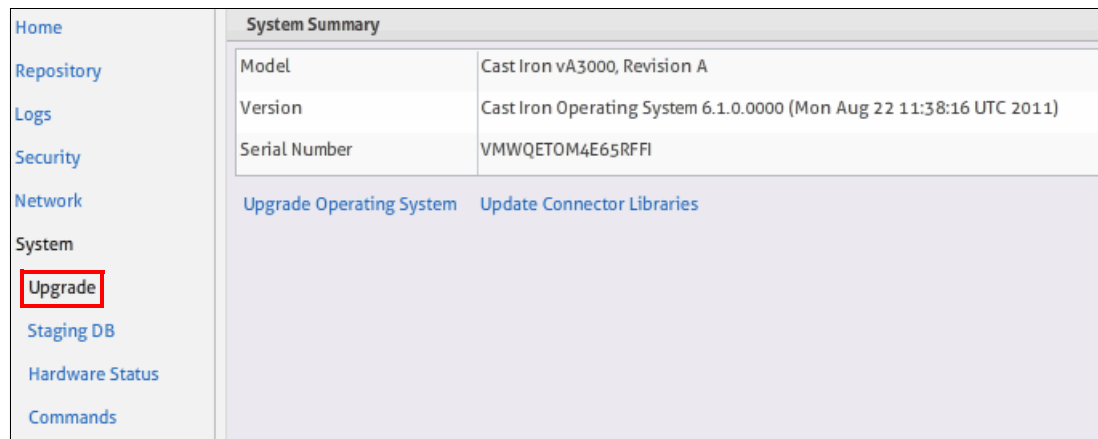 Home
Repository
Logs
Security
Network
System
Upgrade
Staging DB
Hardware Status
Commands
System Summary
Model Cast Iron vA3000, Revision A
Version Cast Iron Operating System 6.1.0.0000 (Mon Aug 22 11:38:16 UTC 2011)
Serial Number VMWQETOM4E65RFFI
Upgrade Operating System Update Connector Libraries